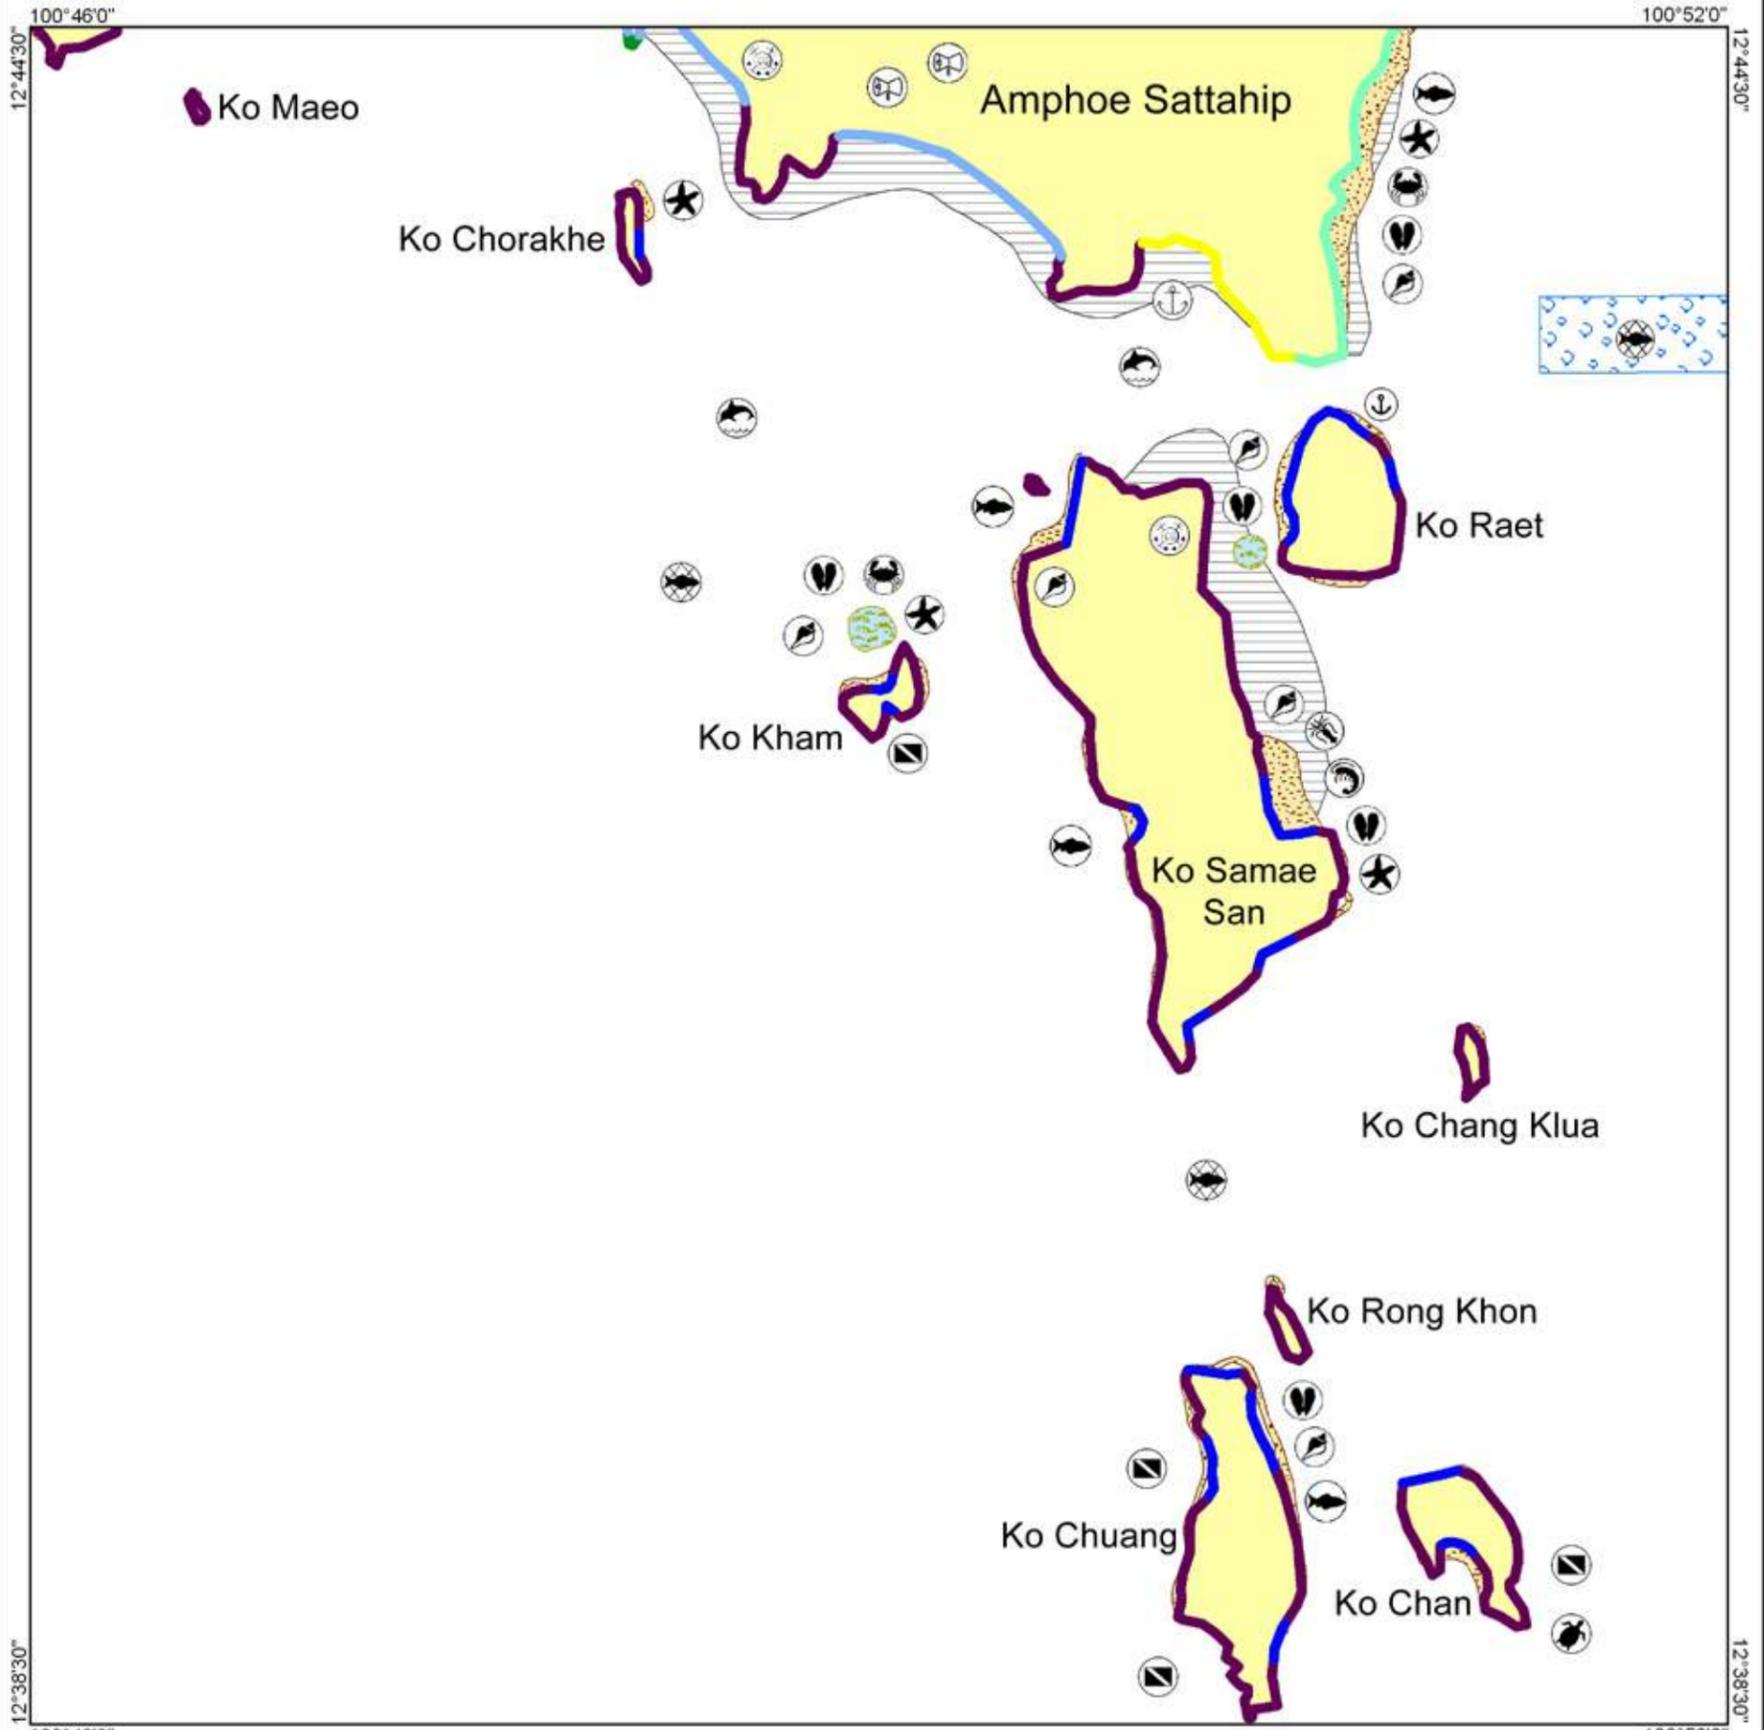 100°46'0"
100°52'0"
12°44'30"
12°44'30"
Ko Maeo
Amphoe Sattahip
Ko Chorakhe
Ko Raet
Ko Kham
Ko Samae
San
Ko Chang Klua
Ko Rong Khon
Ko Chuang
Ko Chan
12°38'30"
12°38'30"